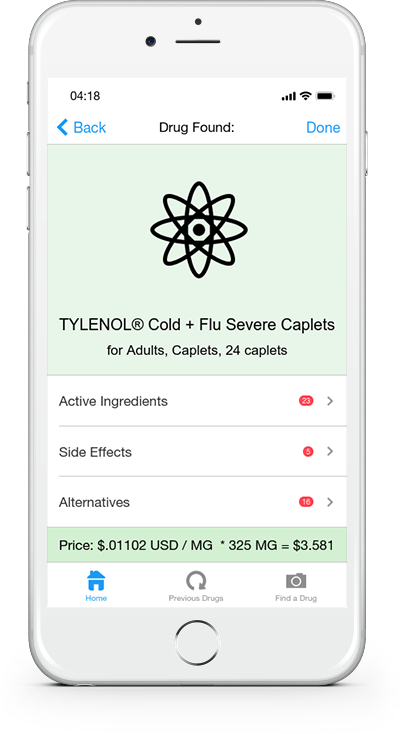 04:18
Back Drug Found: Done
TYLENOL® Cold + Flu Severe Caplets
for Adults, Caplets, 24 caplets
Active Ingredients 23
Side Effects 5
Alternatives 16
Price: $.01102 USD / MG * 325 MG = $3.581
Home Previous Drugs Find a Drug